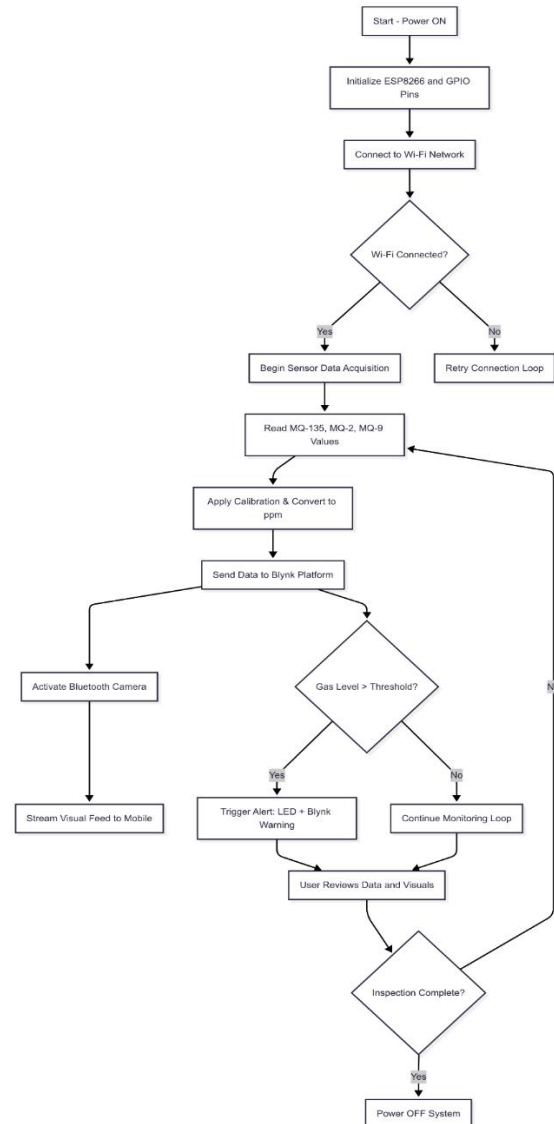 Start - Power ON
Initialize ESP8266 and GPIO
Pins
Connect to Wi-Fi Network
Wi-Fi Connected?
Yes
No
Begin Sensor Data Acquisition
Retry Connection Loop
Read MQ-135, MQ-2, MQ-9
Values
Apply Calibration & Convert to
ppm
Send Data to Blynk Platform
Activate Bluetooth Camera
Gas Level > Threshold?
N
Yes
No
Stream Visual Feed to Mobile
Trigger Alert: LED + Blynk
Warning
Continue Monitoring Loop
User Reviews Data and Visuals
Inspection Complete?
Yes
Power OFF System